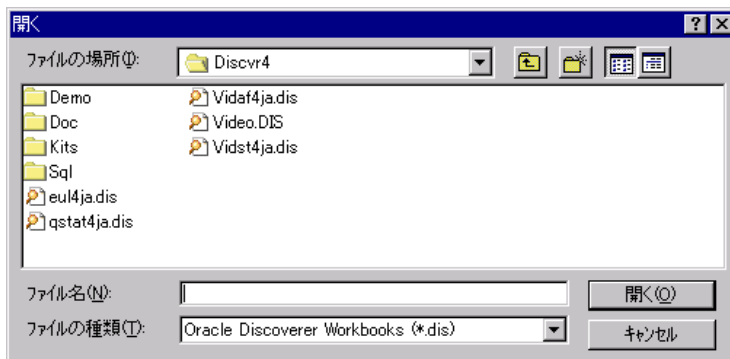 開く
ファイルの場所(I):
Discvr4
Demo
Doc
Kits
Sql
eul4ja.dis
qstat4ja.dis
Vidaf4ja.dis
Video.DIS
Vidst4ja.dis
ファイル名(N):
開く(O)
ファイルの種類(T):
Oracle Discoverer Workbooks (*.dis)
キャンセル